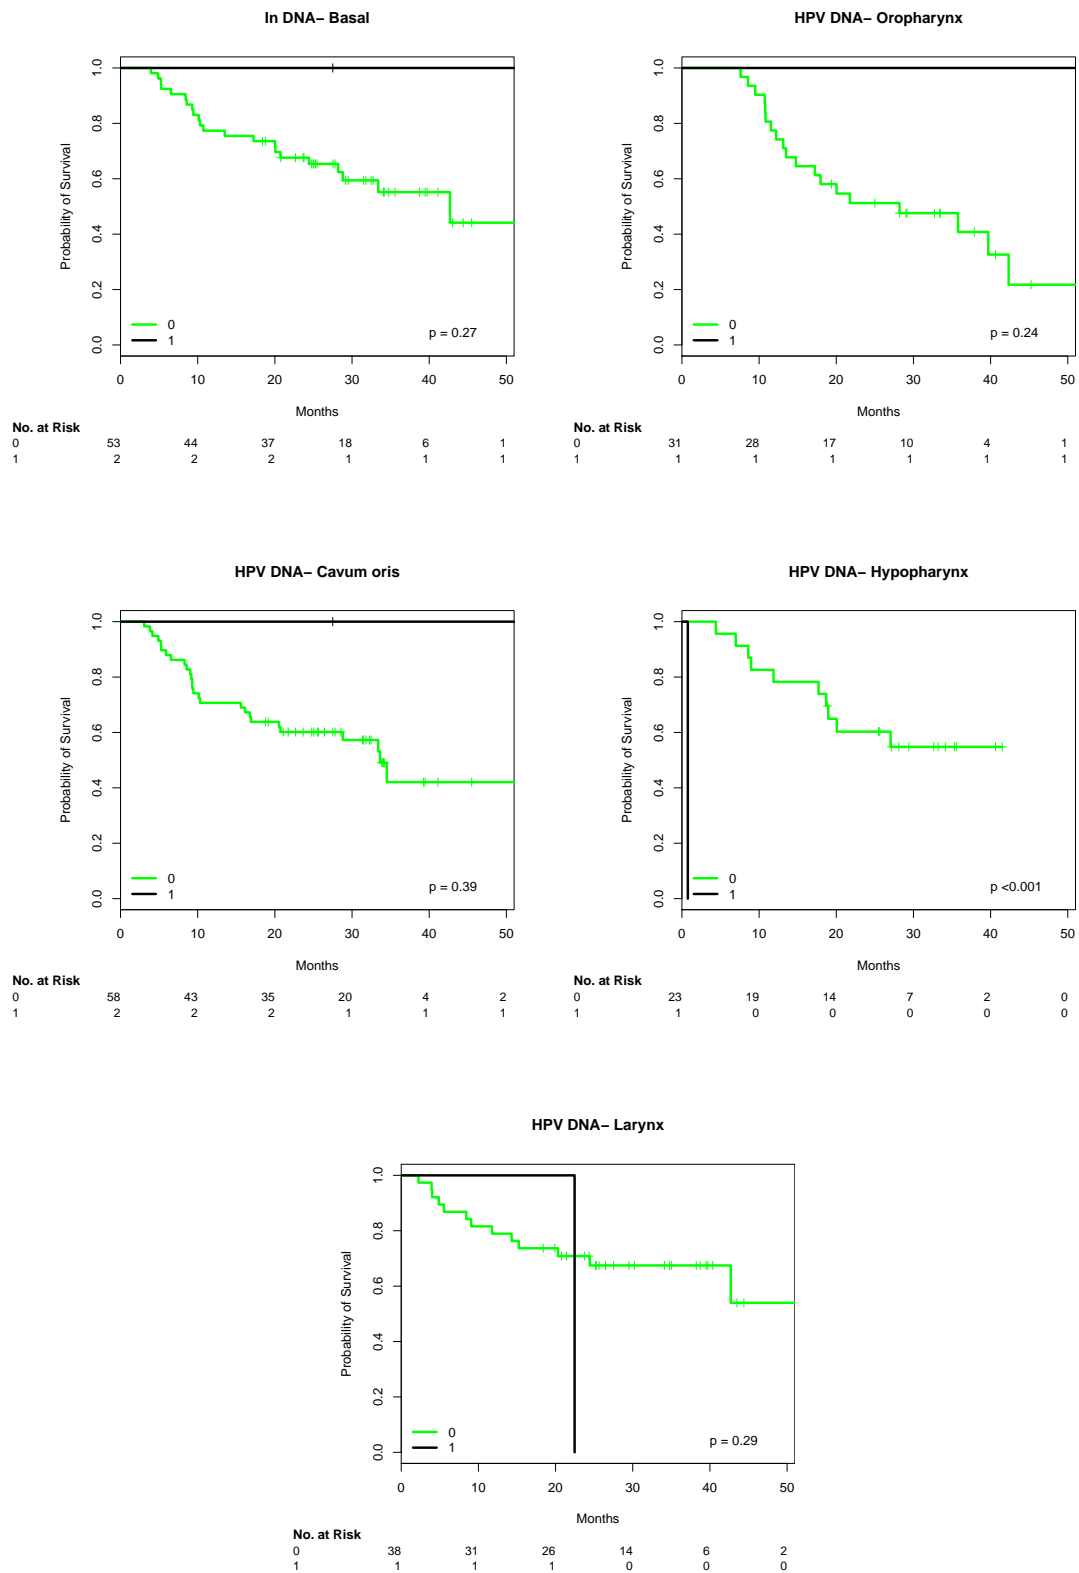 In DNA– Basal
Probability of Survival
0.0 0.2 0.4 0.6 0.8 1.0
0
1
p = 0.27
0 10 20 30 40 50
Months
No. at Risk
0 53 44 37 18 6 1
1 2 2 2 1 1 1
HPV DNA– Oropharynx
Probability of Survival
0.0 0.2 0.4 0.6 0.8 1.0
0
1
p = 0.24
0 10 20 30 40 50
Months
No. at Risk
0 31 28 17 10 4 1
1 1 1 1 1 1 1
HPV DNA– Cavum oris
Probability of Survival
0.0 0.2 0.4 0.6 0.8 1.0
0
1
p = 0.39
0 10 20 30 40 50
Months
No. at Risk
0 58 43 35 20 4 2
1 2 2 2 1 1 1
HPV DNA– Hypopharynx
Probability of Survival
0.0 0.2 0.4 0.6 0.8 1.0
0
1
p <0.001
0 10 20 30 40 50
Months
No. at Risk
0 23 19 14 7 2 0
1 1 0 0 0 0 0
HPV DNA– Larynx
Probability of Survival
0.0 0.2 0.4 0.6 0.8 1.0
0
1
p = 0.29
0 10 20 30 40 50
Months
No. at Risk
0 38 31 26 14 6 2
1 1 1 1 0 0 0